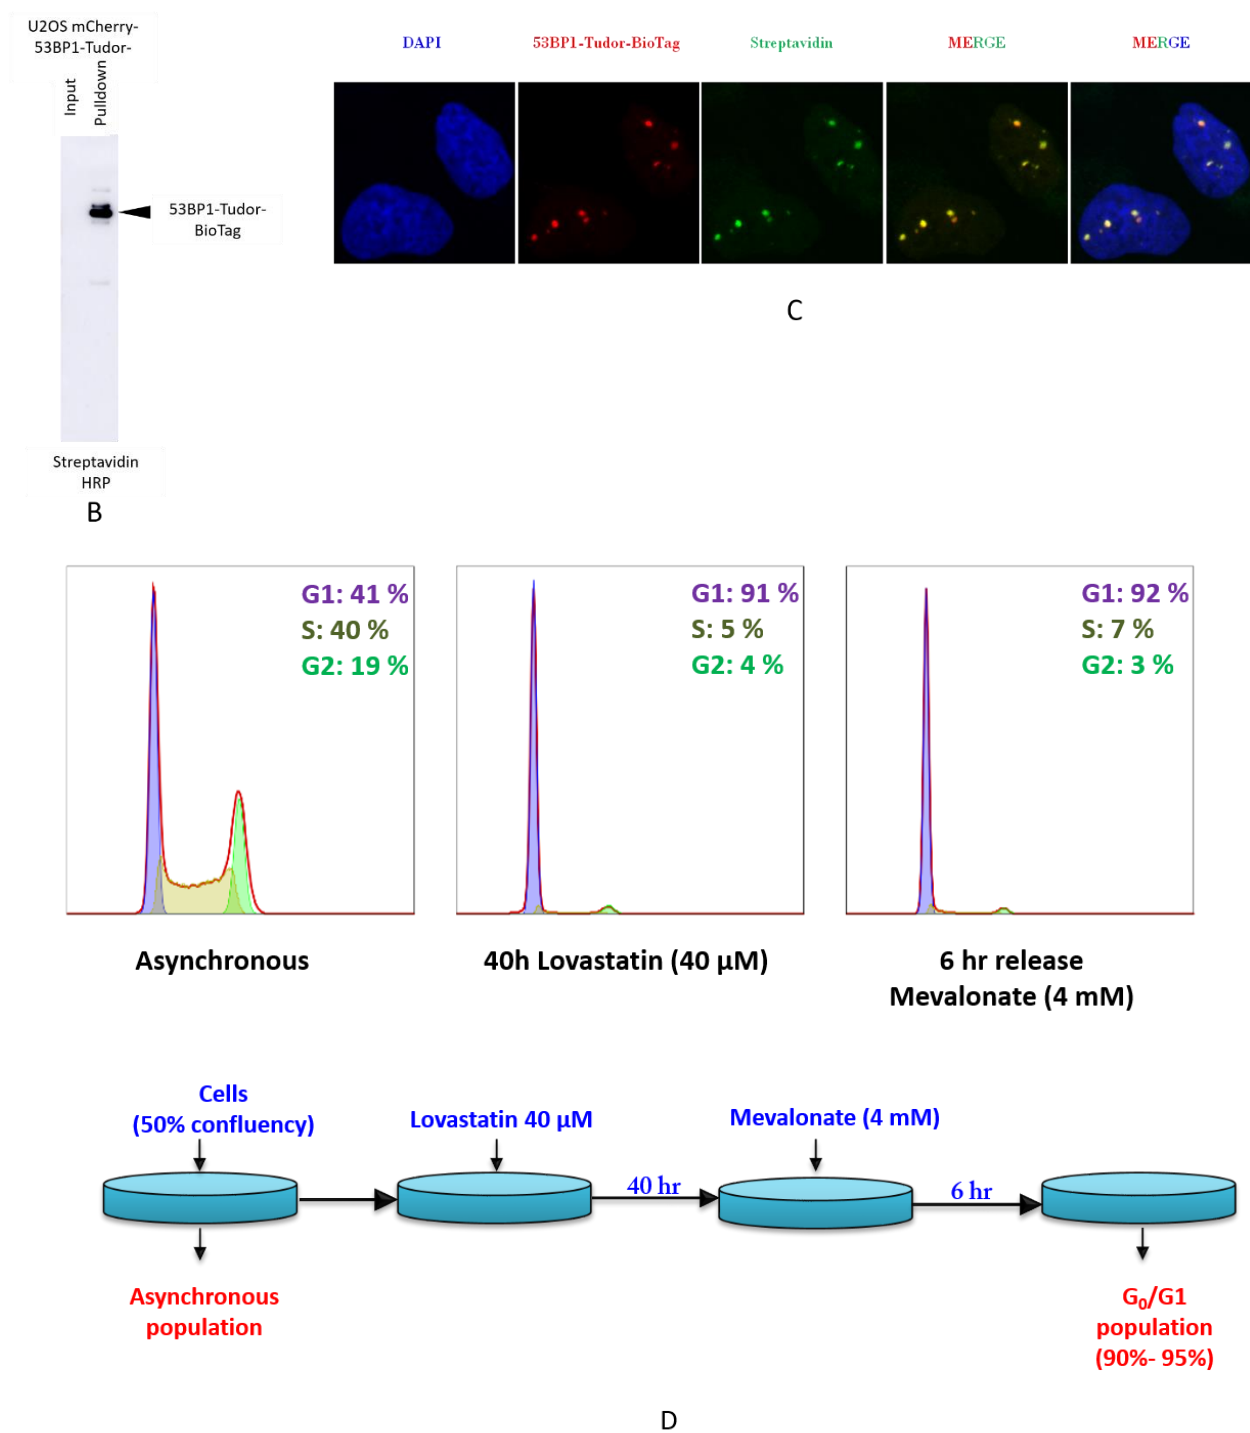 U2OS mCherry-
53BP1-Tudor-
Input
Pulldown
53BP1-Tudor-
BioTag
Streptavidin
HRP
B
DAPI
53BP1-Tudor-BioTag
Streptavidin
MERGE
MERGE
C
G1: 41 %
S: 40 %
G2: 19 %
Asynchronous
G1: 91 %
S: 5 %
G2: 4 %
40h Lovastatin (40 µM)
G1: 92 %
S: 7 %
G2: 3 %
6 hr release
Mevalonate (4 mM)
Cells
(50% confluency)
Lovastatin 40 µM
Mevalonate (4 mM)
40 hr
6 hr
Asynchronous
population
G₀/G1
population
(90%- 95%)
D